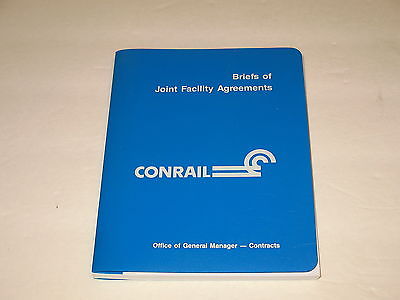 Briefs of
Joint Facility Agreements
CONRAIL
Office of General Manager — Contracts